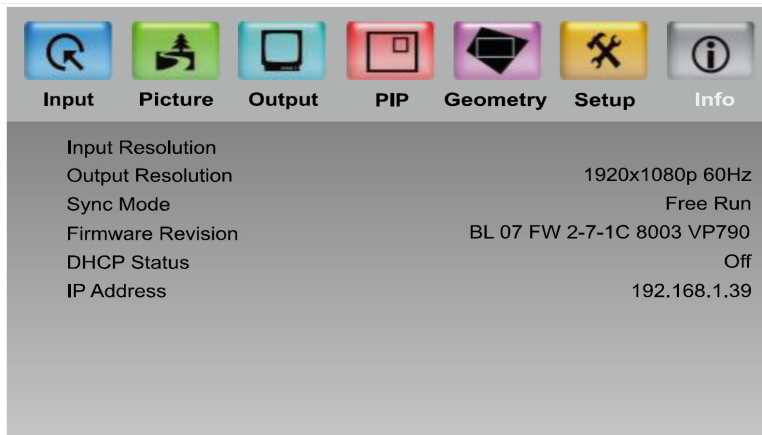 Input Picture Output PIP Geometry Setup Info
Input Resolution
Output Resolution 1920x1080p 60Hz
Sync Mode Free Run
Firmware Revision BL 07 FW 2-7-1C 8003 VP790
DHCP Status Off
IP Address 192.168.1.39